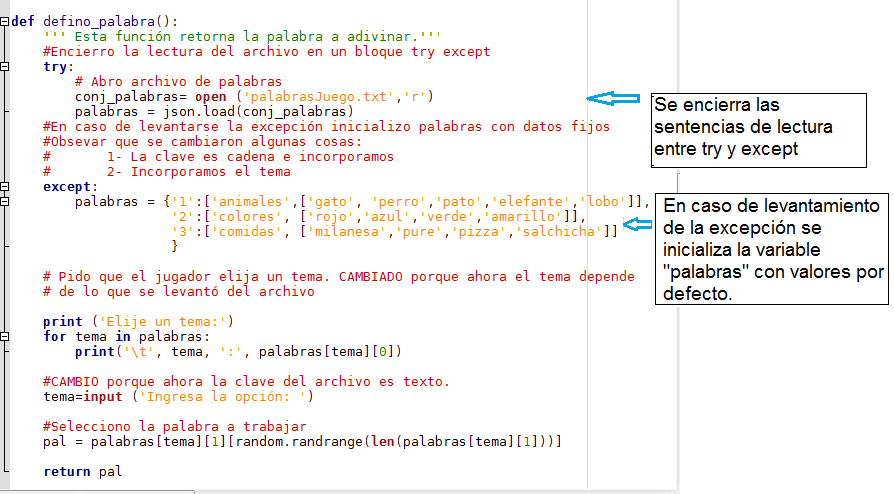 def defino_palabra():
    ''' Esta función retorna la palabra a adivinar.'''
    #Encierro la lectura del archivo en un bloque try except
    try:
        # Abro archivo de palabras
        conj_palabras= open ('palabrasJuego.txt','r')
        palabras = json.load(conj_palabras)
    #En caso de levantarse la excepción inicializo palabras con datos fijos
    #Obsevar que se cambiaron algunas cosas:
    #       1- La clave es cadena e incorporamos
    #       2- Incorporamos el tema
    except:
        palabras = {'1':['animales',['gato', 'perro','pato','elefante','lobo']],
                    '2':['colores', ['rojo','azul','verde','amarillo']],
                    '3':['comidas', ['milanesa','pure','pizza','salchicha']]
                    }
    # Pido que el jugador elija un tema. CAMBIADO porque ahora el tema depende
    # de lo que se levantó del archivo
    print ('Elije un tema:')
    for tema in palabras:
        print('\t', tema, ':', palabras[tema][0])
    #CAMBIO porque ahora la clave del archivo es texto.
    tema=input ('Ingresa la opción: ')
    #Selecciono la palabra a trabajar
    pal = palabras[tema][1][random.randrange(len(palabras[tema][1]))]
    return pal
Se encierra las
sentencias de lectura
entre try y except
En caso de levantamiento
de la excepción se
inicializa la variable
"palabras" con valores por
defecto.